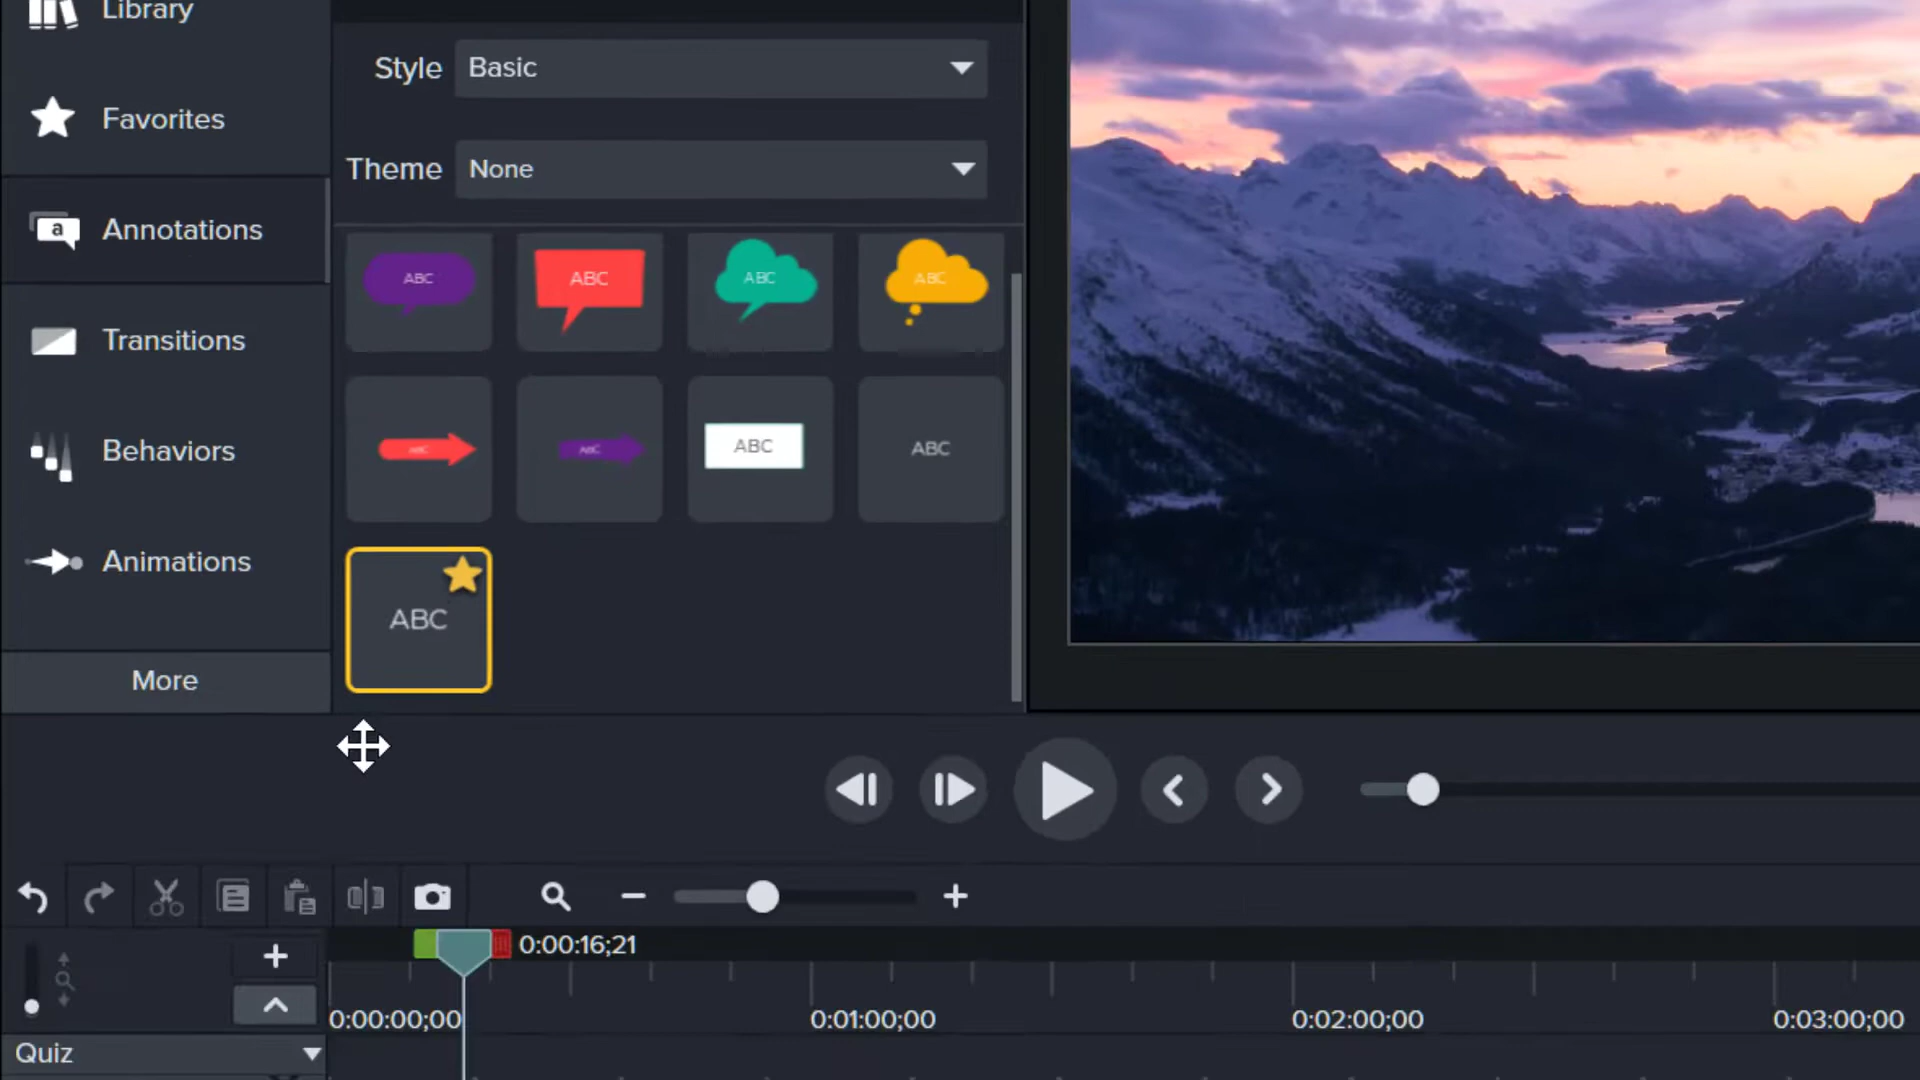 Library
Style Basic
Favorites
Theme None
a Annotations
ABC ABC ABC ABC
Transitions
ABC ABC ABC ABC
Behaviors
Animations
ABC
More
0:00:16;21
0:00:00;00 0:01:00;00 0:02:00;00 0:03:00;00
Quiz